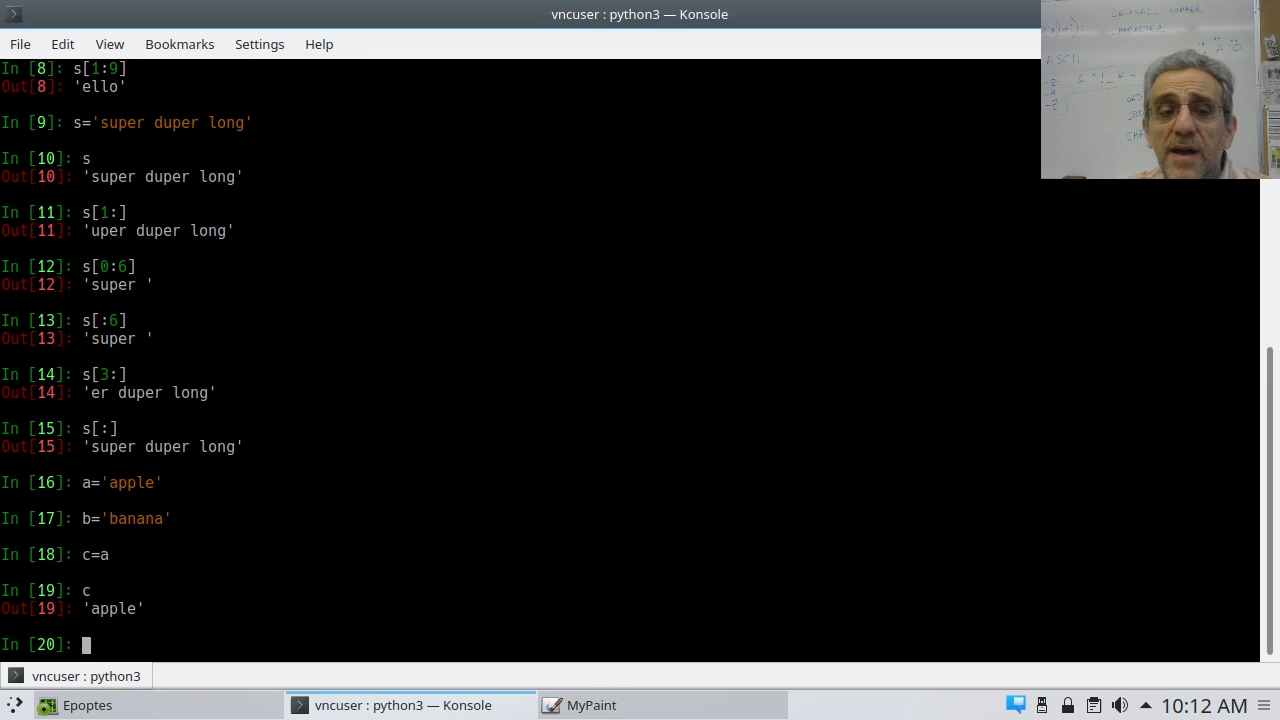 vncuser : python3 — Konsole
File Edit View Bookmarks Settings Help
In [8]: s[1:9]
Out[8]: 'ello'
In [9]: s='super duper long'
In [10]: s
Out[10]: 'super duper long'
In [11]: s[1:]
Out[11]: 'uper duper long'
In [12]: s[0:6]
Out[12]: 'super '
In [13]: s[:6]
Out[13]: 'super '
In [14]: s[3:]
Out[14]: 'er duper long'
In [15]: s[:]
Out[15]: 'super duper long'
In [16]: a='apple'
In [17]: b='banana'
In [18]: c=a
In [19]: c
Out[19]: 'apple'
In [20]:
ORDINAL NUMBER
CHARACTER
ASCII
vncuser : python3
Epoptes
vncuser : python3 — Konsole
MyPaint
10:12 AM